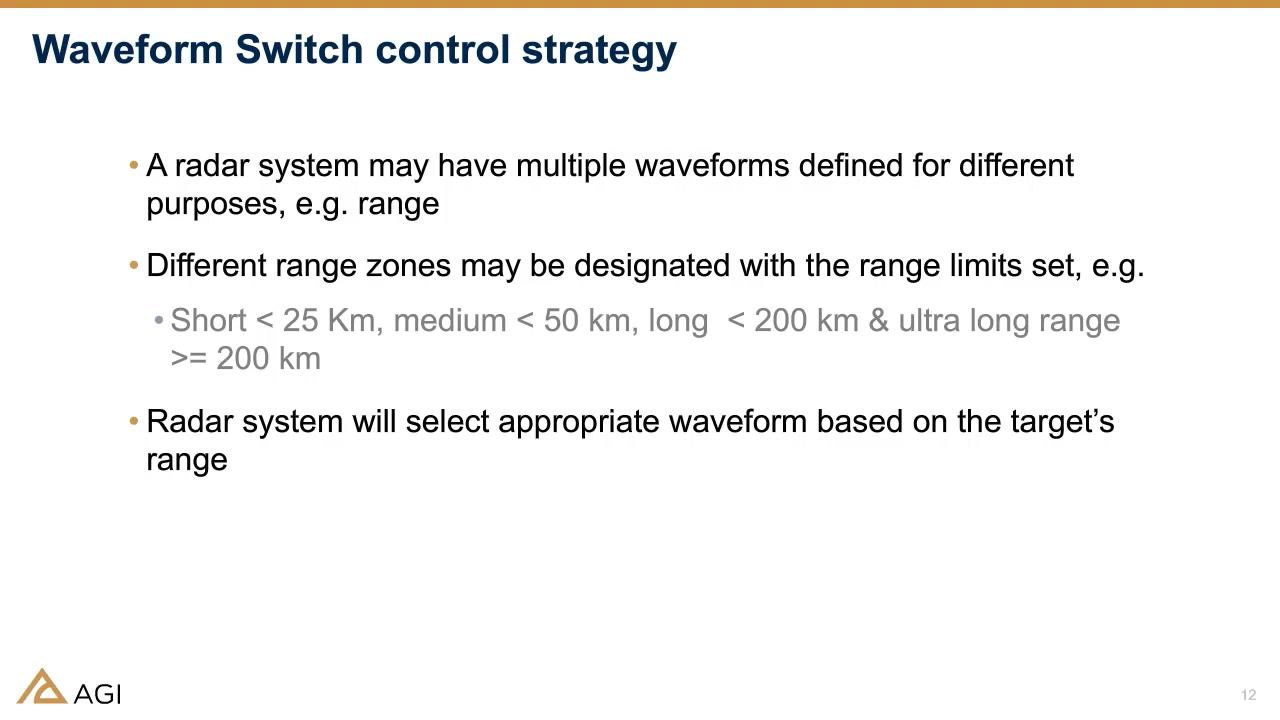 Waveform Switch control strategy
• A radar system may have multiple waveforms defined for different
purposes, e.g. range
• Different range zones may be designated with the range limits set, e.g.
• Short < 25 Km, medium < 50 km, long  < 200 km & ultra long range
>= 200 km
• Radar system will select appropriate waveform based on the target’s
range
AGI
12